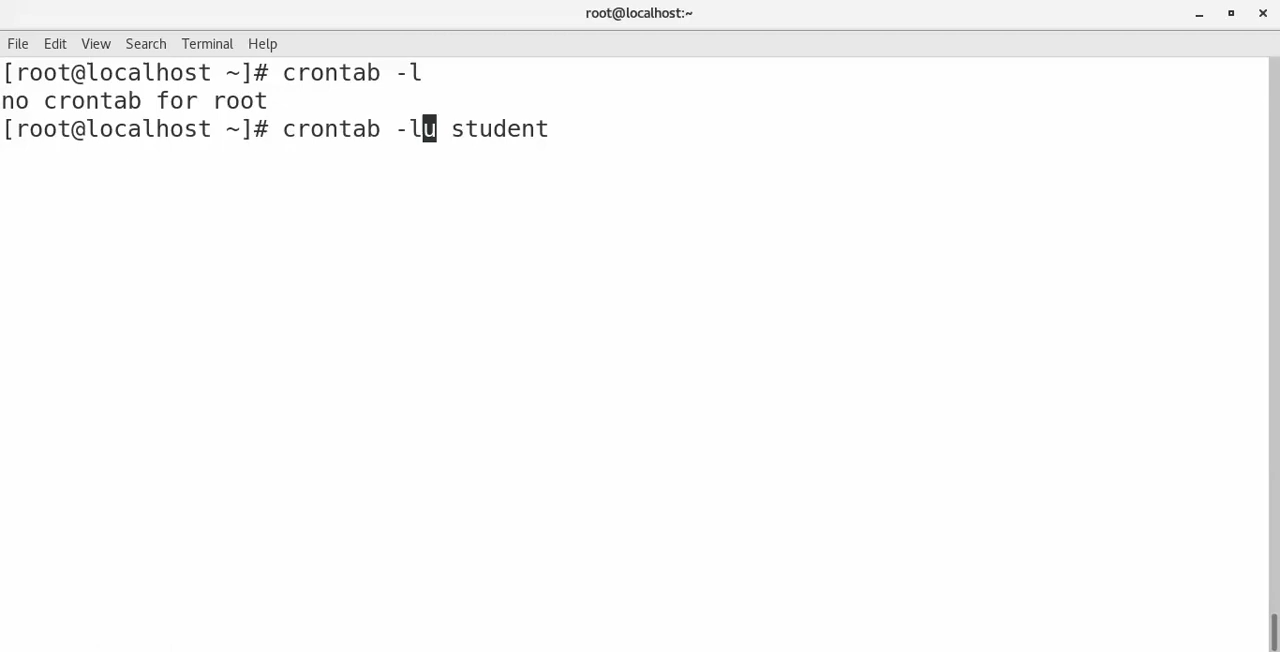 root@localhost:~
File Edit View Search Terminal Help
[root@localhost ~]# crontab -l
no crontab for root
[root@localhost ~]# crontab -lu student